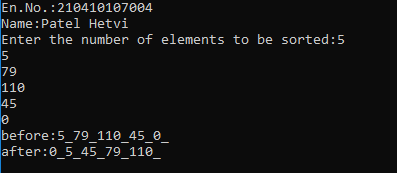 En.No.:210410107004
Name:Patel Hetvi
Enter the number of elements to be sorted:5
5
79
110
45
0
before:5_79_110_45_0_
after:0_5_45_79_110_